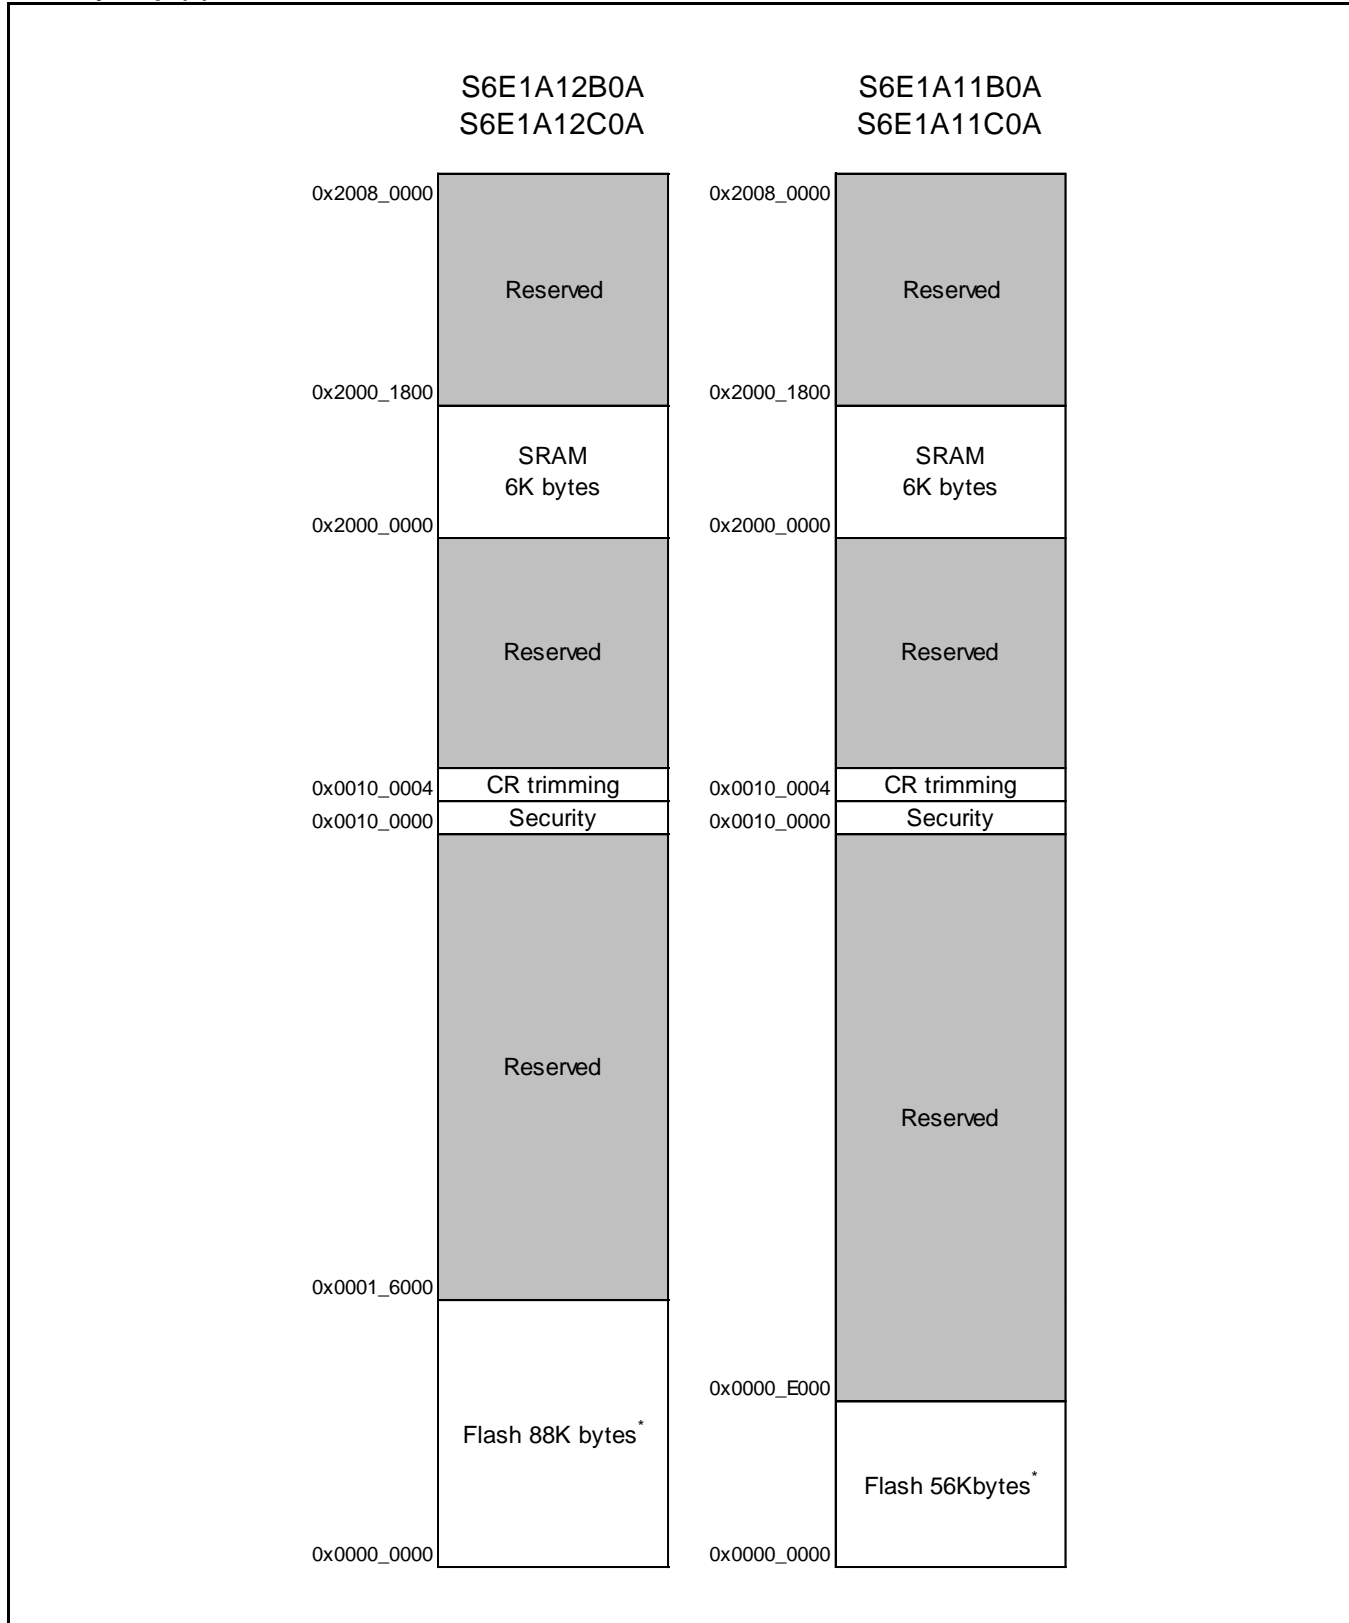 S6E1A12B0A
S6E1A12C0A
0x2008_0000
Reserved
0x2000_1800
SRAM
6K bytes
0x2000_0000
Reserved
0x0010_0004
CR trimming
0x0010_0000
Security
Reserved
0x0001_6000
Flash 88K bytes*
0x0000_0000
S6E1A11B0A
S6E1A11C0A
0x2008_0000
Reserved
0x2000_1800
SRAM
6K bytes
0x2000_0000
Reserved
0x0010_0004
CR trimming
0x0010_0000
Security
Reserved
0x0000_E000
Flash 56Kbytes*
0x0000_0000